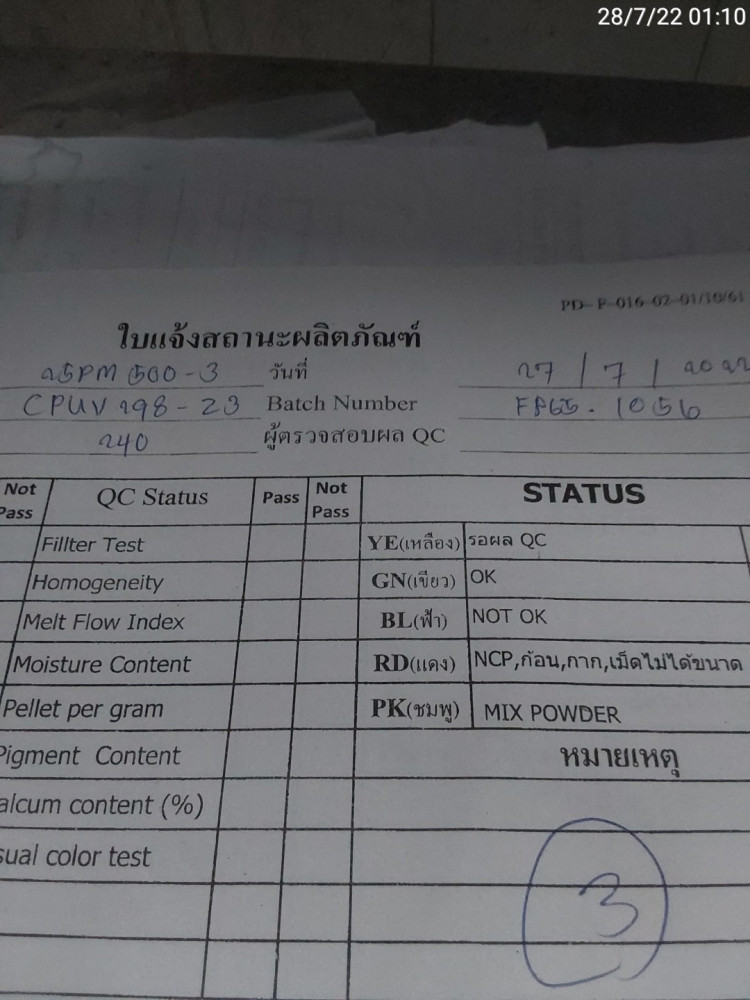 28/7/22 01:10
PD-P-016-02-01/10/61
ใบแจ้งสถานะผลิตภัณฑ์
25PM 500-3 วันที่ 27 / 7 / 2022
CPUV 298-23 Batch Number FP65.1056
240 ผู้ตรวจสอบผล QC
Not Pass QC Status Pass Not Pass STATUS
Fillter Test YE(เหลือง) รอผล QC
Homogeneity GN(เขียว) OK
Melt Flow Index BL(ฟ้า) NOT OK
Moisture Content RD(แดง) NCP,ก้อน,กาก,เม็ดไม่ได้ขนาด
Pellet per gram PK(ชมพู) MIX POWDER
Pigment Content หมายเหตุ
alcum content (%)
sual color test
3